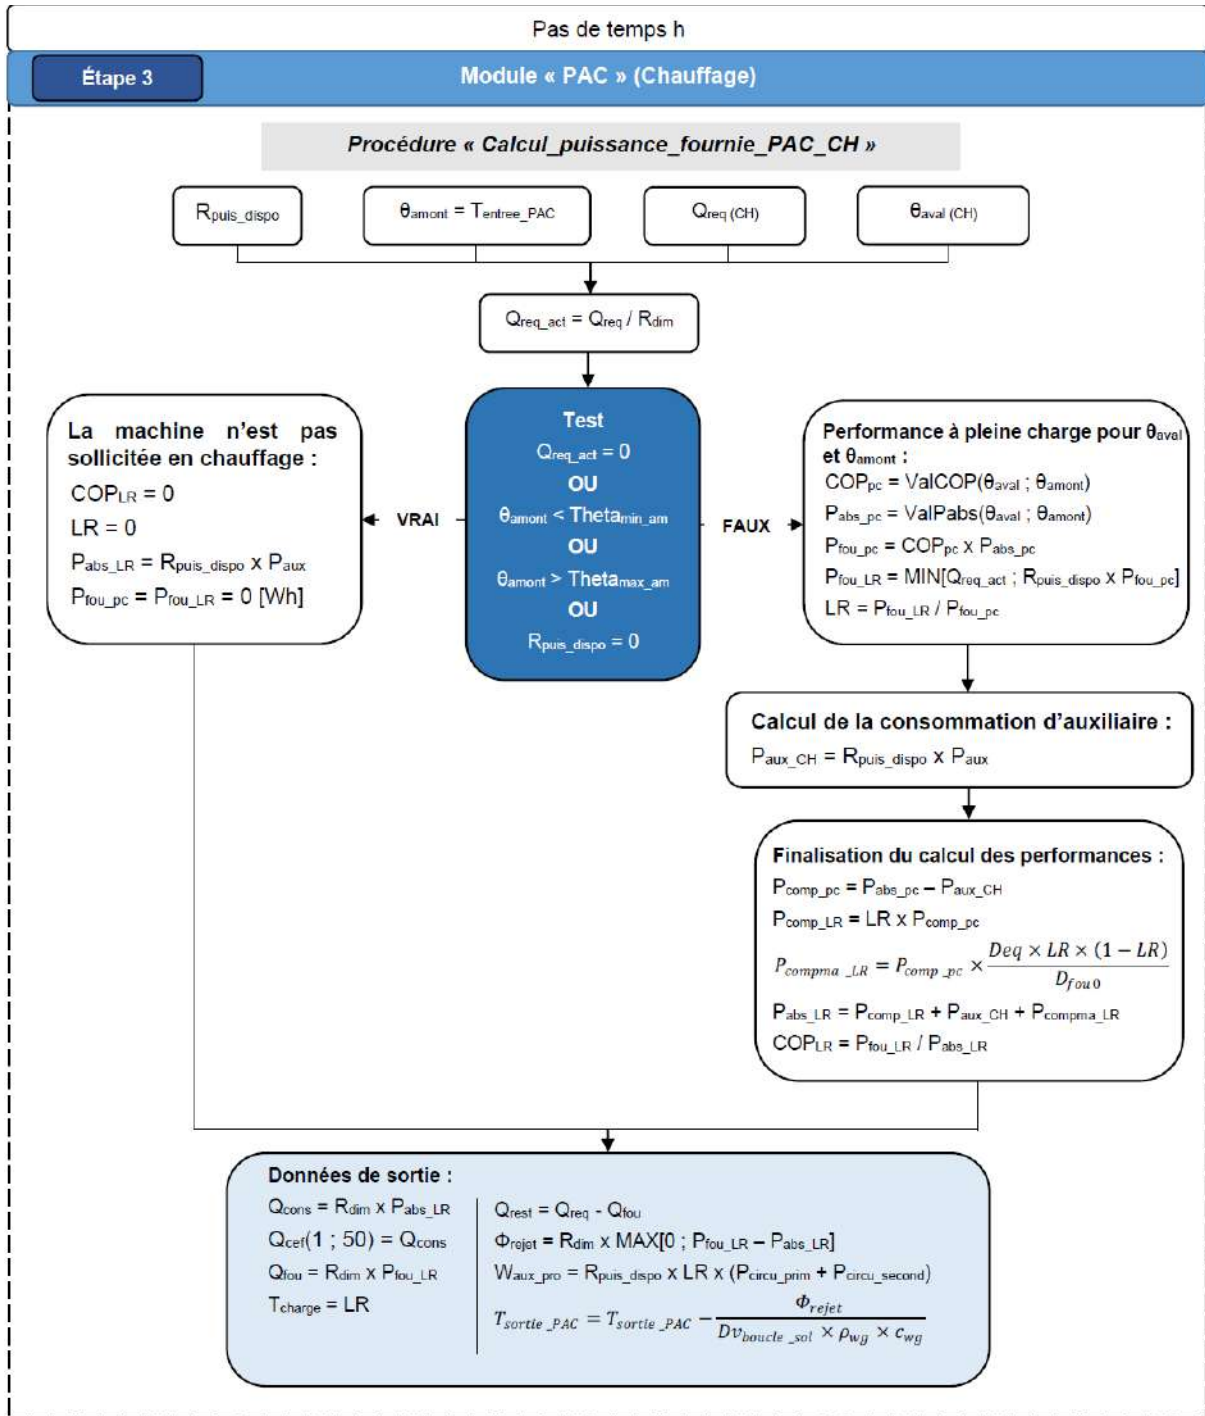 Pas de temps h
Étape 3
Module « PAC » (Chauffage)
Procédure « Calcul_puissance_fournie_PAC_CH »
Rpuis_dispo
θamont = Tentree_PAC
Qreq (CH)
θaval (CH)
Qreq_act = Qreq / Rdim
La machine n'est pas
sollicitée en chauffage :
COPLR = 0
LR = 0
Pabs_LR = Rpuis_dispo x Paux
Pfou_pc = Pfou_LR = 0 [Wh]
VRAI
Test
Qreq_act = 0
OU
θamont < Thetamin_am
OU
θamont > Thetamax_am
OU
Rpuis_dispo = 0
FAUX
Performance à pleine charge pour θaval
et θamont :
COPpc = ValCOP(θaval ; θamont)
Pabs_pc = ValPabs(θaval ; θamont)
Pfou_pc = COPpc x Pabs_pc
Pfou_LR = MIN[Qreq_act ; Rpuis_dispo x Pfou_pc]
LR = Pfou_LR / Pfou_pc
Calcul de la consommation d'auxiliaire :
Paux_CH = Rpuis_dispo x Paux
Finalisation du calcul des performances :
Pcomp_pc = Pabs_pc – Paux_CH
Pcomp_LR = LR x Pcomp_pc
Pcompma_LR = Pcomp_pc × Deq × LR × (1 − LR) / Dfou0
Pabs_LR = Pcomp_LR + Paux_CH + Pcompma_LR
COPLR = Pfou_LR / Pabs_LR
Données de sortie :
Qcons = Rdim x Pabs_LR
Qcef(1 ; 50) = Qcons
Qfou = Rdim x Pfou_LR
Tcharge = LR
Qrest = Qreq - Qfou
Φrejet = Rdim x MAX[0 ; Pfou_LR – Pabs_LR]
Waux_pro = Rpuis_dispo x LR x (Pcircu_prim + Pcircu_second)
Tsortie_PAC = Tsortie_PAC − Φrejet / Dvboucle_sol × ρwg × cwg